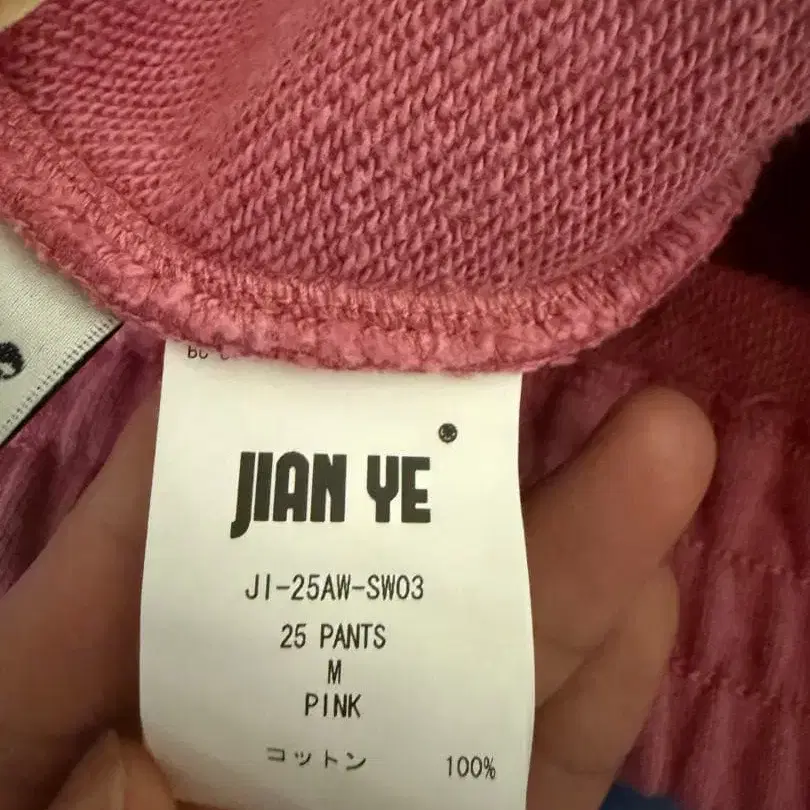 JIAN YE
JI-25AW-SW03
25 PANTS
M
PINK
コットン 100%